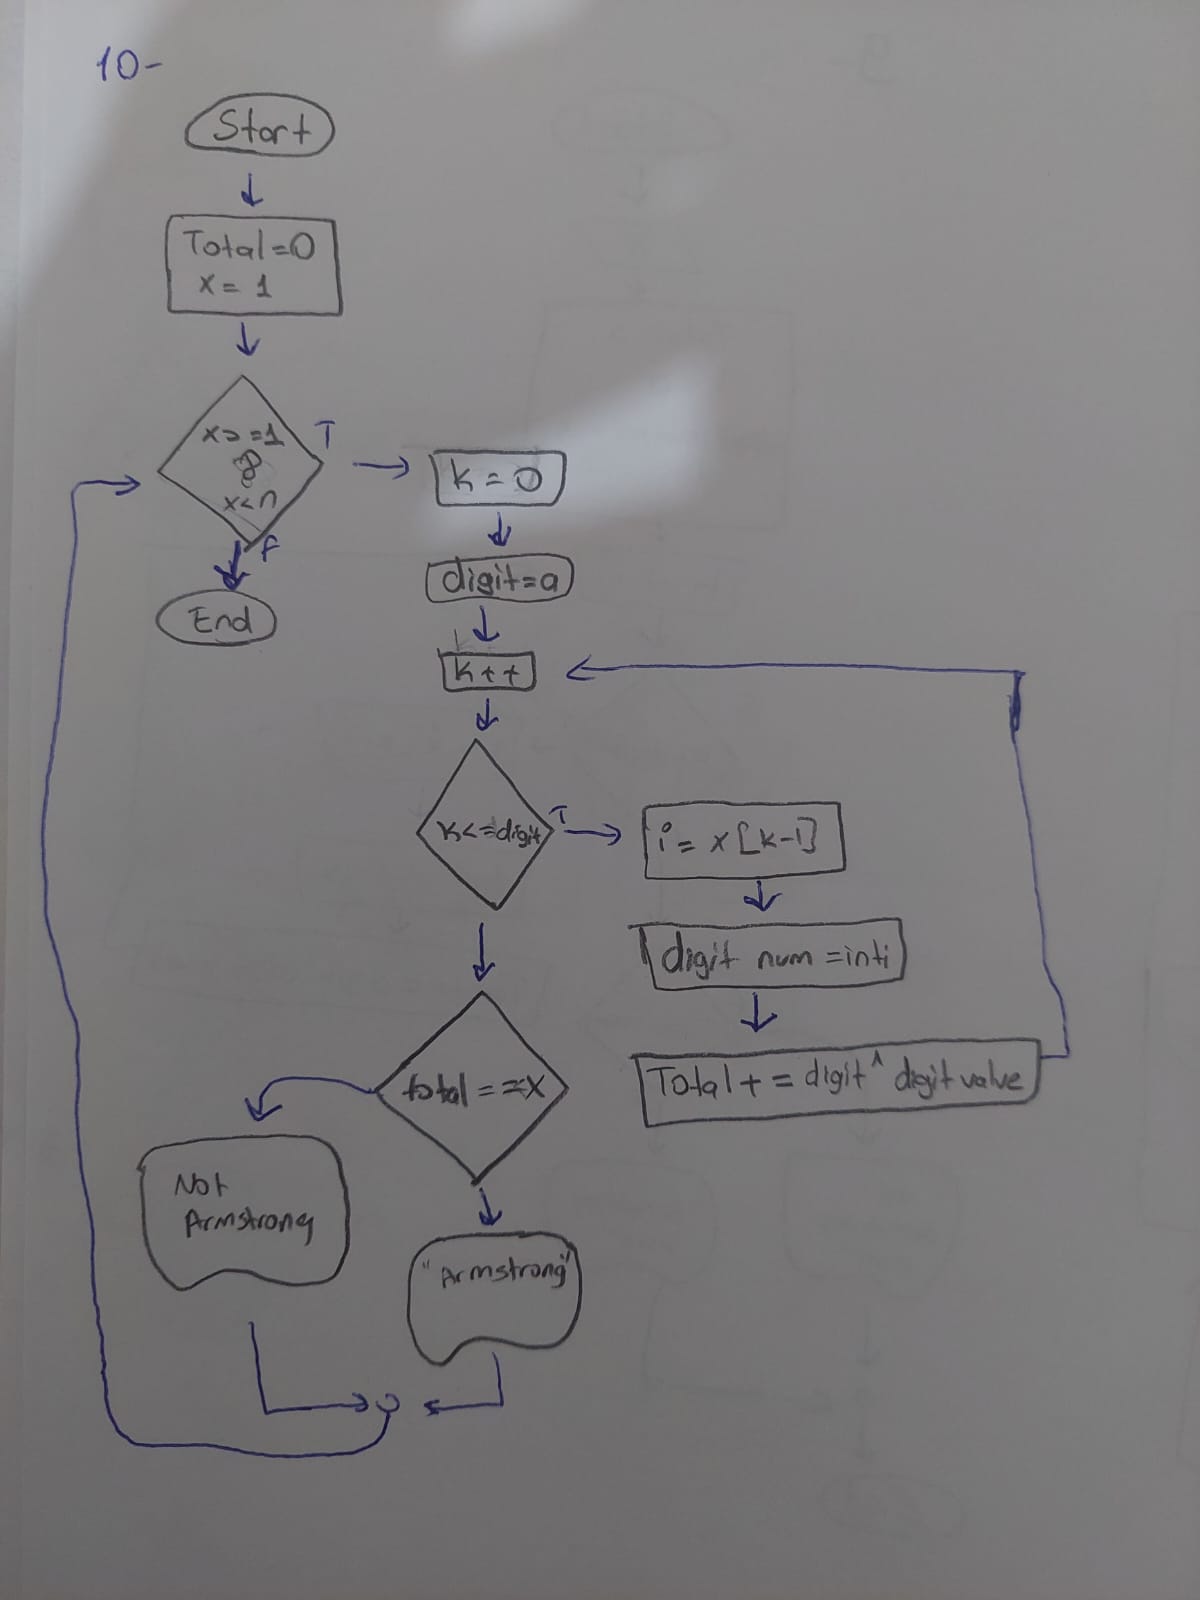 10-
Start
Total=0
x= 1
x>=1
&
x<n
T
F
End
k=0
digit=a
k++
k<=digit
T
i= x[k-1]
digit num =inti
Total+= digit^ digit value
total==x
Not
Armstrong
"Armstrong"